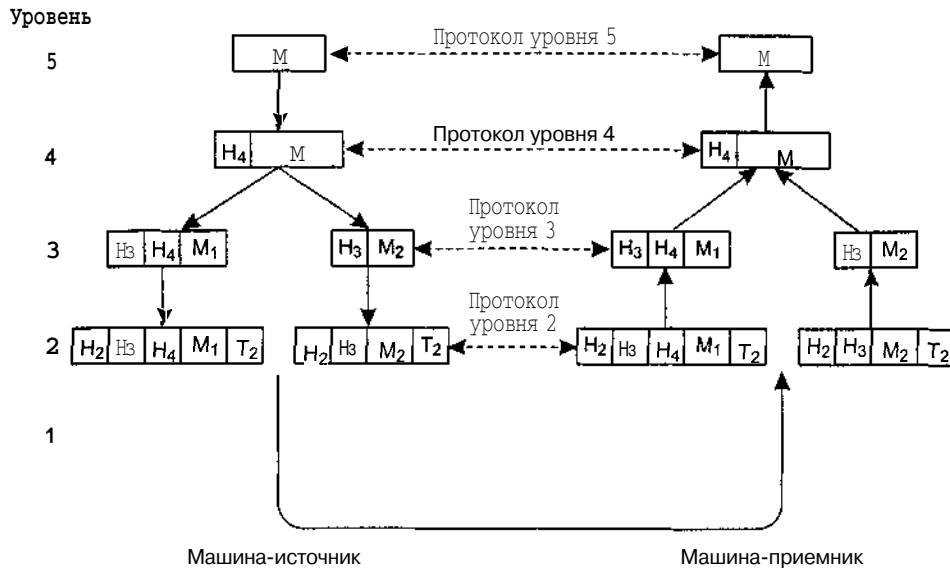 Уровень
5 M Протокол уровня 5 M
4 H4 M Протокол уровня 4 H4 M
Протокол
3 H3 H4 M1 H3 M2 уровня 3 H3 H4 M1 H3 M2
Протокол
2 H2 H3 H4 M1 T2 H2 H3 M2 T2 уровня 2 H2 H3 H4 M1 T2 H2 H3 M2 T2
1
Машина-источник Машина-приемник